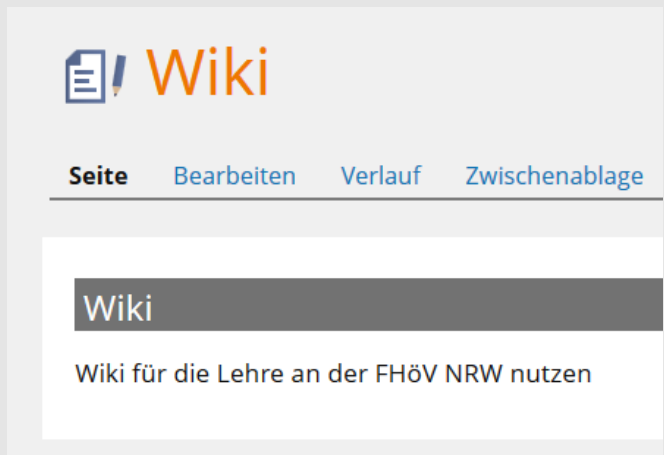 Wiki
Seite Bearbeiten Verlauf Zwischenablage
Wiki
Wiki für die Lehre an der FHöV NRW nutzen